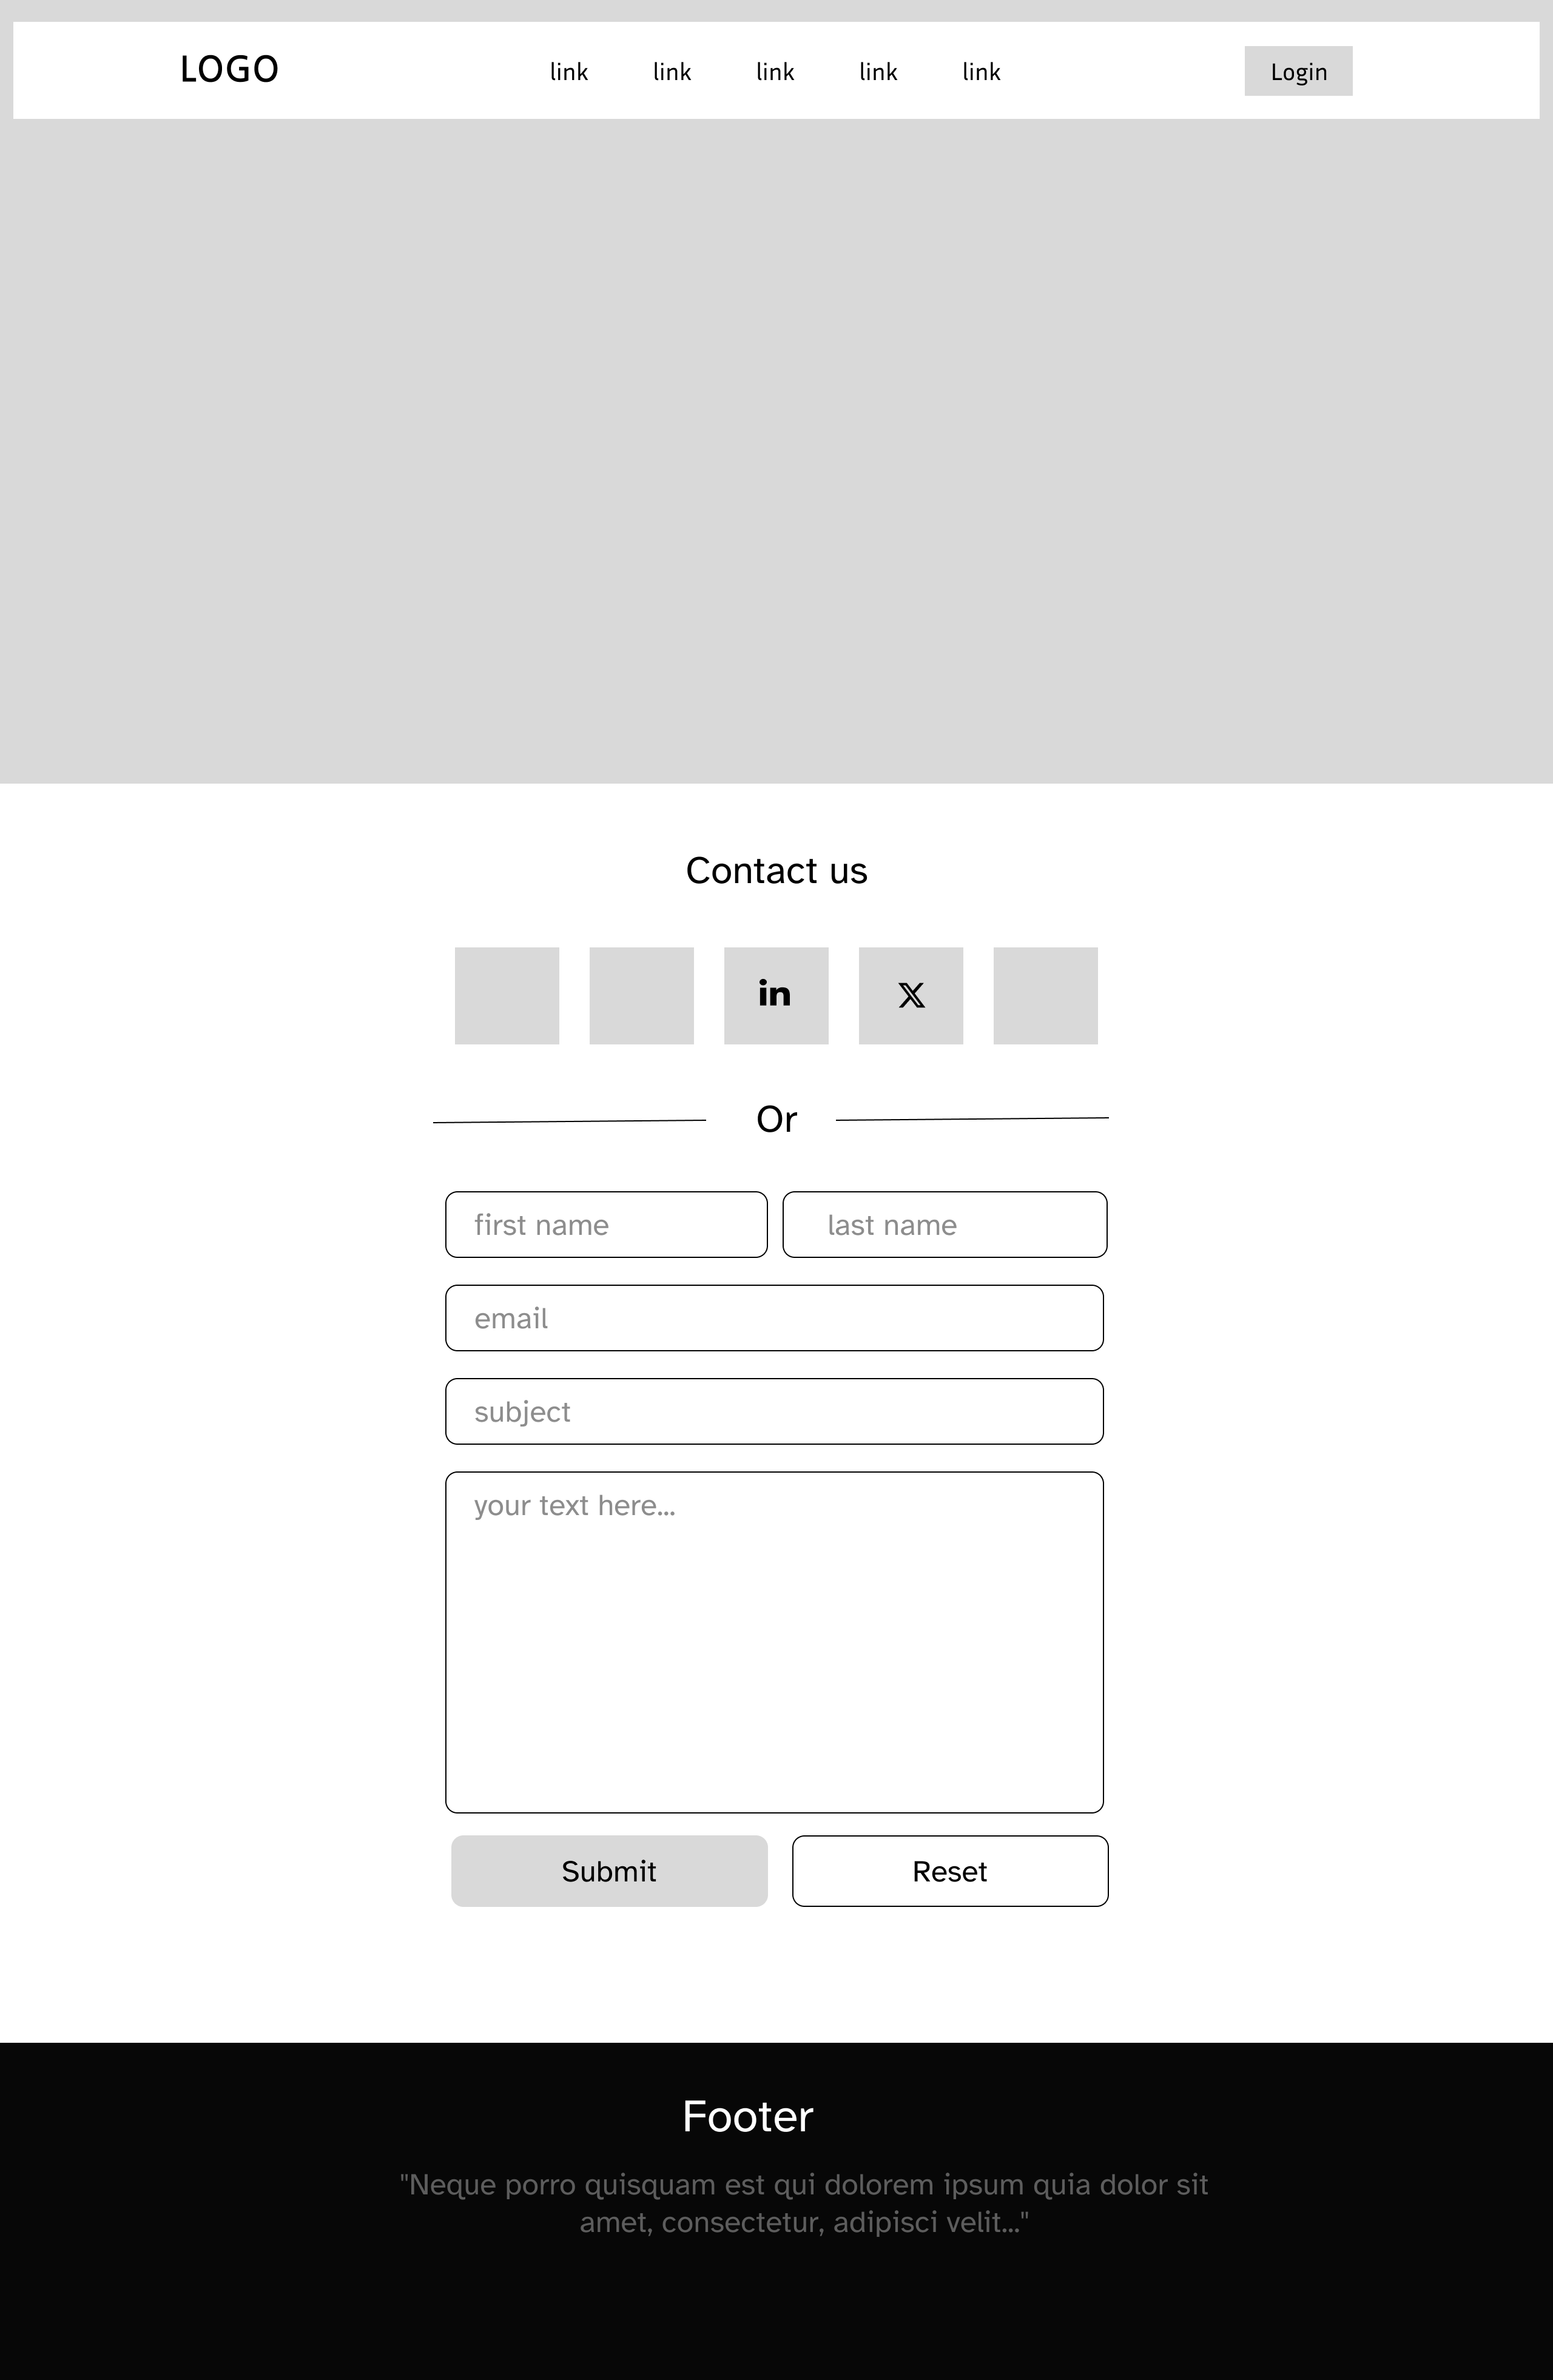 LOGO link link link link link Login
Contact us
in X
Or
first name last name
email
subject
your text here...
Submit Reset
Footer
"Neque porro quisquam est qui dolorem ipsum quia dolor sit
amet, consectetur, adipisci velit..."